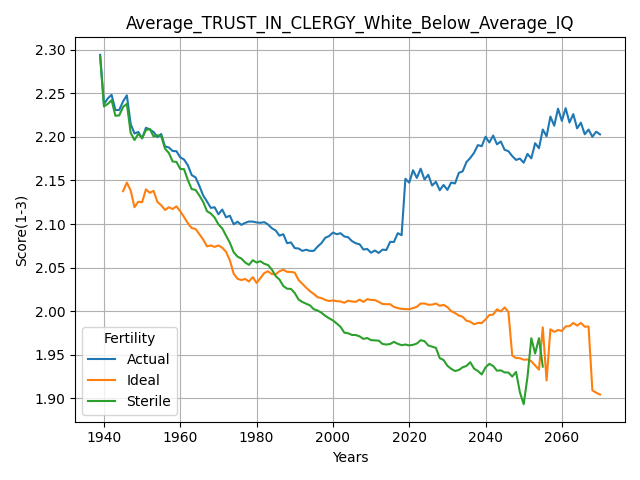 Average_TRUST_IN_CLERGY_White_Below_Average_IQ
2.30
2.25
2.20
2.15
2.10
2.05
2.00
1.95
1.90
Score(1-3)
Fertility
Actual
Ideal
Sterile
1940 1960 1980 2000 2020 2040 2060
Years